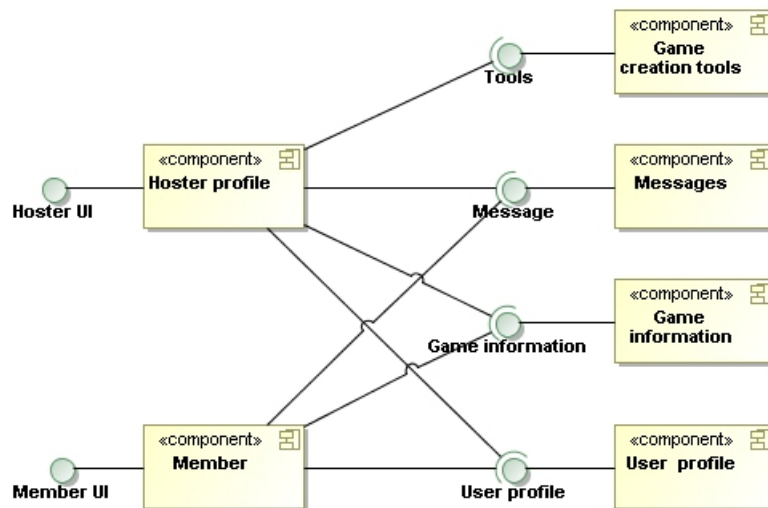 «component»
Game
creation tools
Tools
«component»
Hoster profile
Hoster UI
«component»
Messages
Message
«component»
Game
information
Game information
«component»
Member
Member UI
«component»
User profile
User profile